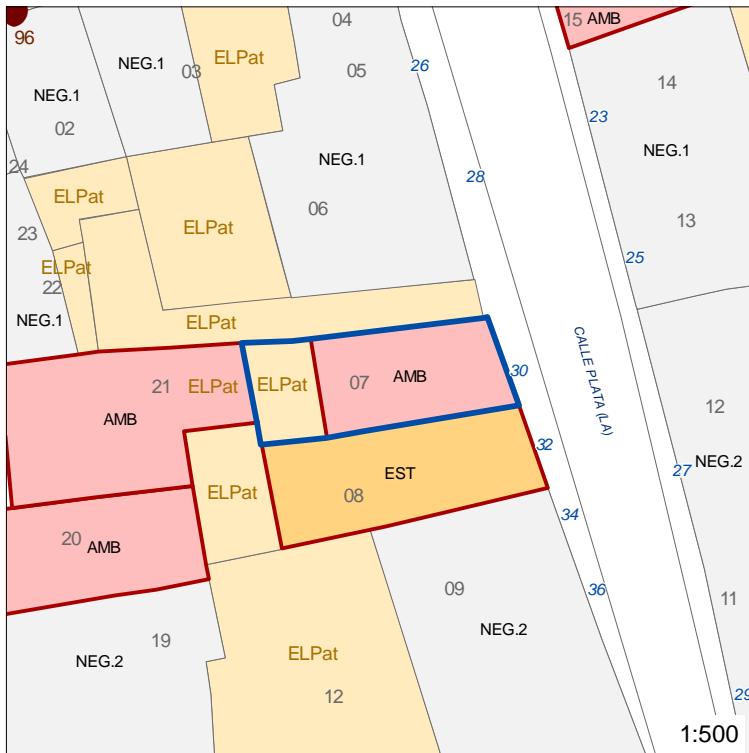 04
15 AMB
96
NEG.1
03
ELPat
26
05
14
NEG.1
23
02
NEG.1
NEG.1
24
28
ELPat
06
13
23
ELPat
25
ELPat
22
NEG.1
ELPat
CALLE PLATA (LA)
30
21
ELPat
ELPat
07
AMB
12
AMB
32
NEG.2
27
EST
ELPat
08
34
20
AMB
09
36
11
NEG.2
19
NEG.2
ELPat
12
29
1:500